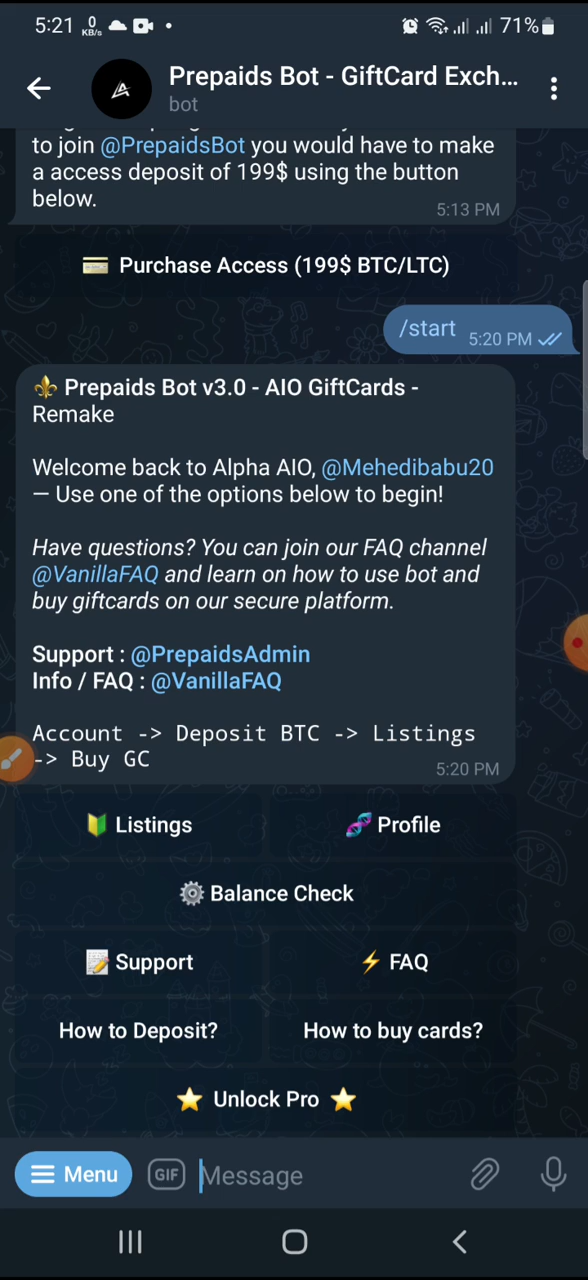 5:21 0 KB/s 71%
Prepaids Bot - GiftCard Exch...
bot
to join @PrepaidsBot you would have to make
a access deposit of 199$ using the button
below.
5:13 PM
Purchase Access (199$ BTC/LTC)
/start 5:20 PM
Prepaids Bot v3.0 - AIO GiftCards -
Remake
Welcome back to Alpha AIO, @Mehedibabu20
— Use one of the options below to begin!
Have questions? You can join our FAQ channel
@VanillaFAQ and learn on how to use bot and
buy giftcards on our secure platform.
Support : @PrepaidsAdmin
Info / FAQ : @VanillaFAQ
Account -> Deposit BTC -> Listings
-> Buy GC
5:20 PM
Listings
Profile
Balance Check
Support
FAQ
How to Deposit?
How to buy cards?
Unlock Pro
Menu
GIF
Message